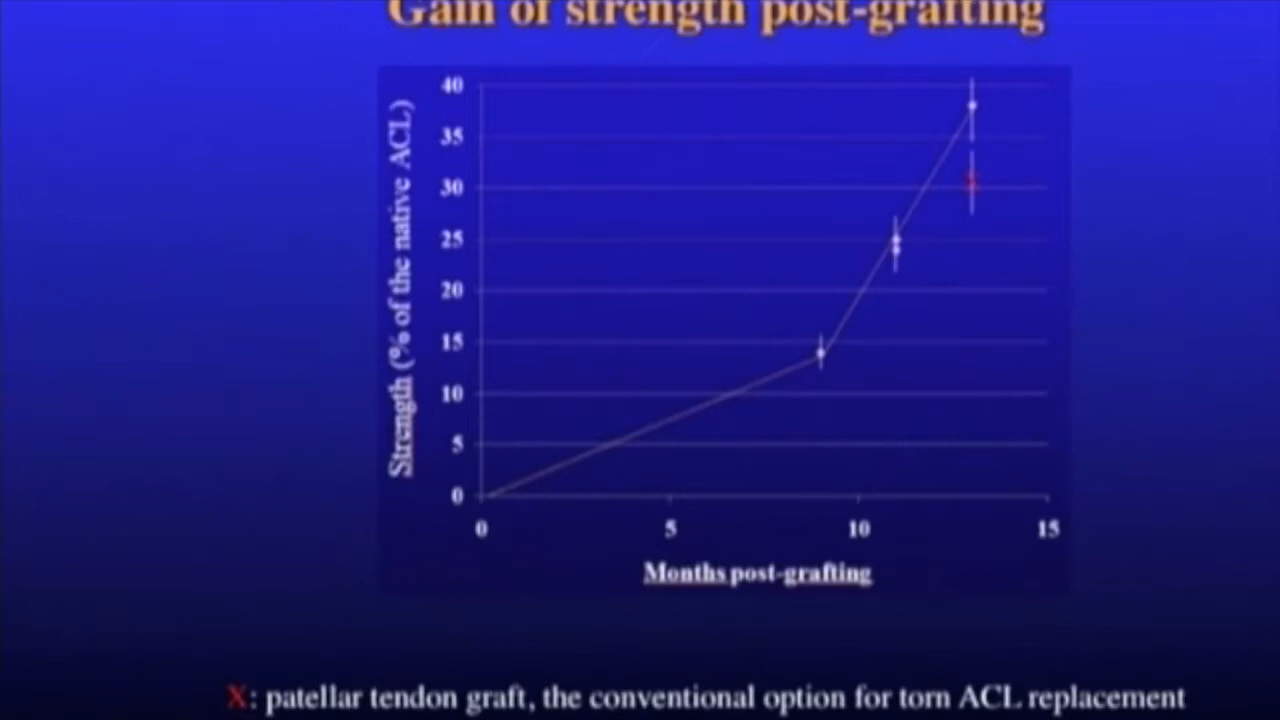 Gain of strength post-grafting
40
35
30
25
20
15
10
5
0
Strength (% of the native ACL)
0 5 10 15
Months post-grafting
X: patellar tendon graft, the conventional option for torn ACL replacement